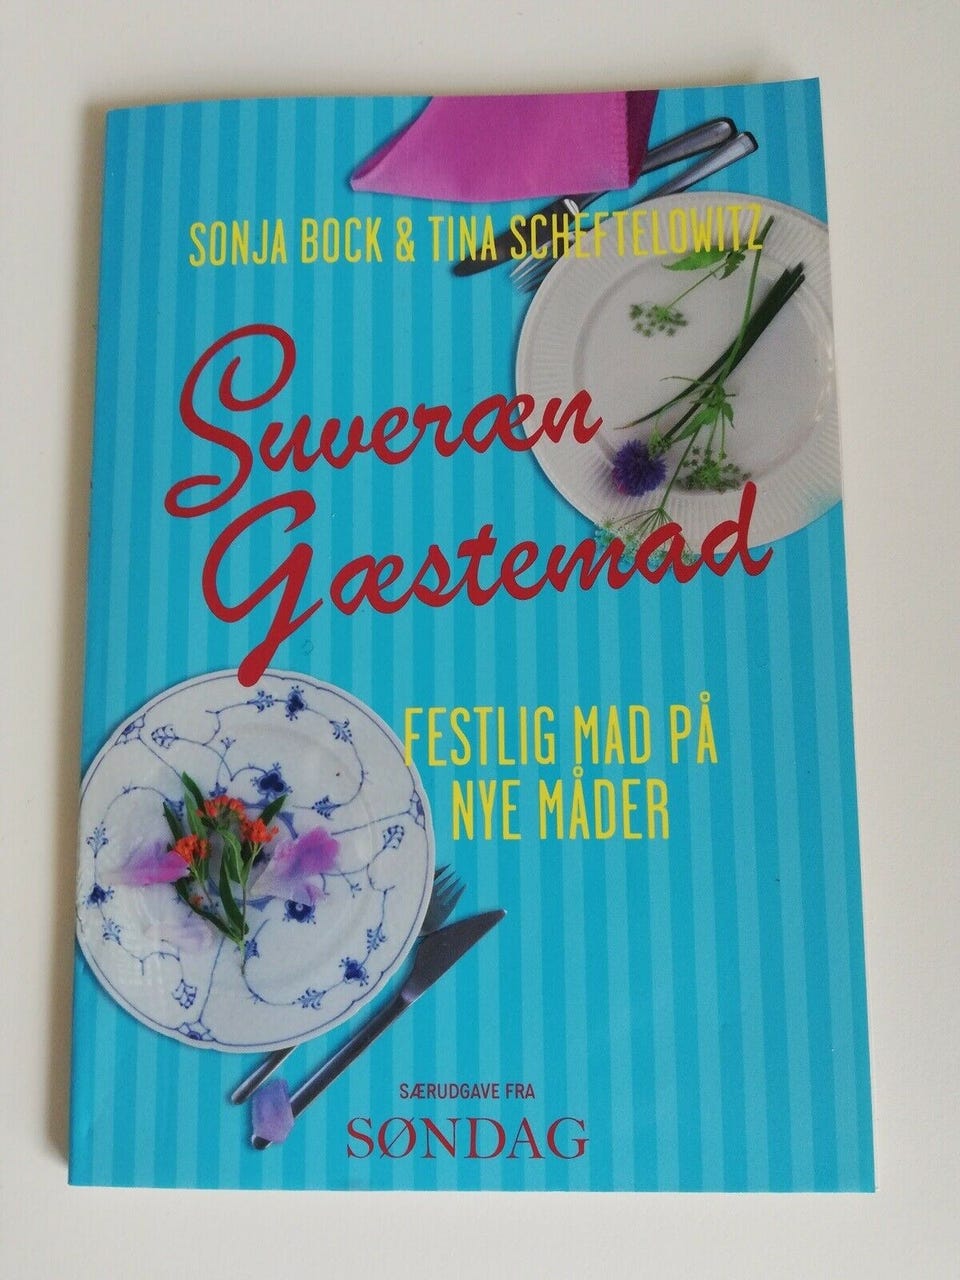 SONJA BOCK & TINA SCHEFTELOWITZ
Suveræn
Gæstemad
FESTLIG MAD PÅ
NYE MÅDER
SÆRUDGAVE FRA
SØNDAG